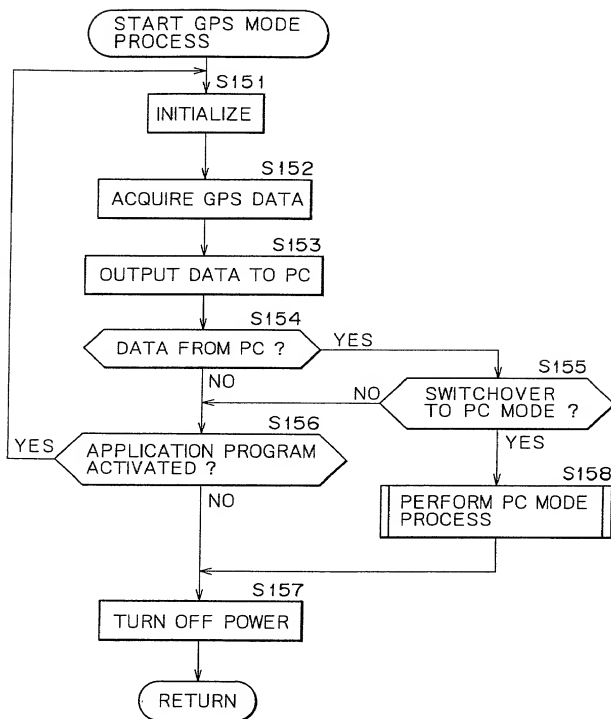 START GPS MODE
PROCESS
S151
INITIALIZE
S152
ACQUIRE GPS DATA
S153
OUTPUT DATA TO PC
S154
DATA FROM PC ?
YES
NO
S155
SWITCHOVER
TO PC MODE ?
NO
YES
S156
APPLICATION PROGRAM
ACTIVATED ?
YES
NO
S158
PERFORM PC MODE
PROCESS
S157
TURN OFF POWER
RETURN